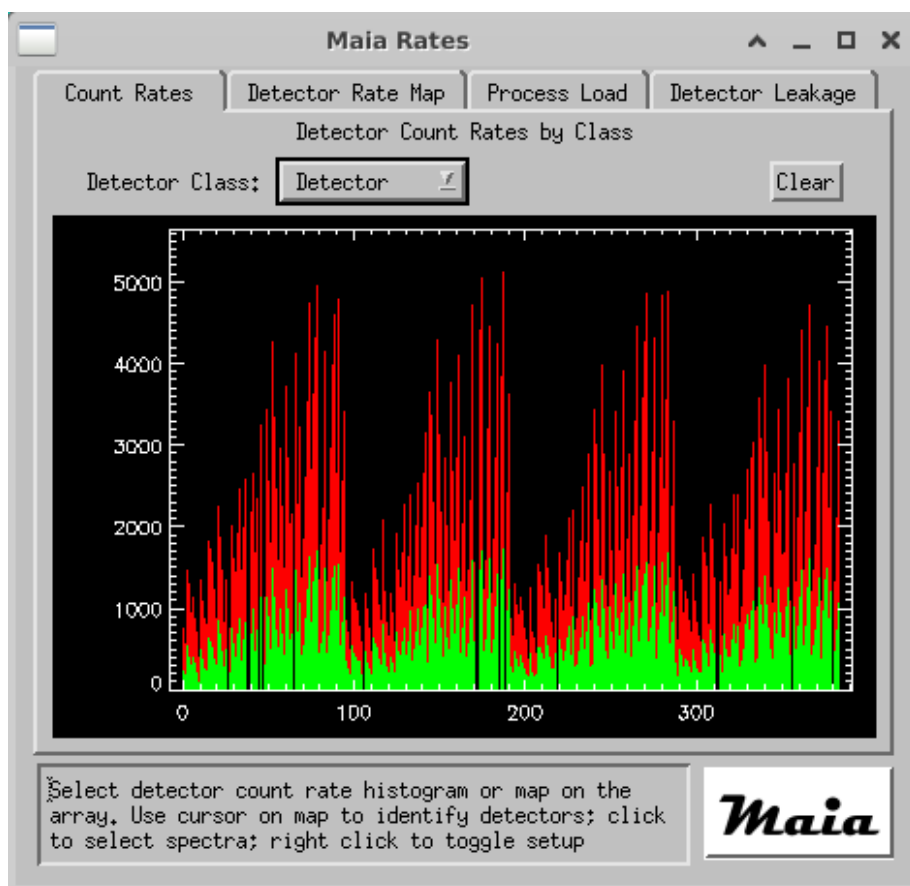 Maia Rates
Count Rates
Detector Rate Map
Process Load
Detector Leakage
Detector Count Rates by Class
Detector Class:
Detector
Clear
5000
4000
3000
2000
1000
0
0
100
200
300
Select detector count rate histogram or map on the
array. Use cursor on map to identify detectors; click
to select spectra; right click to toggle setup
Maia